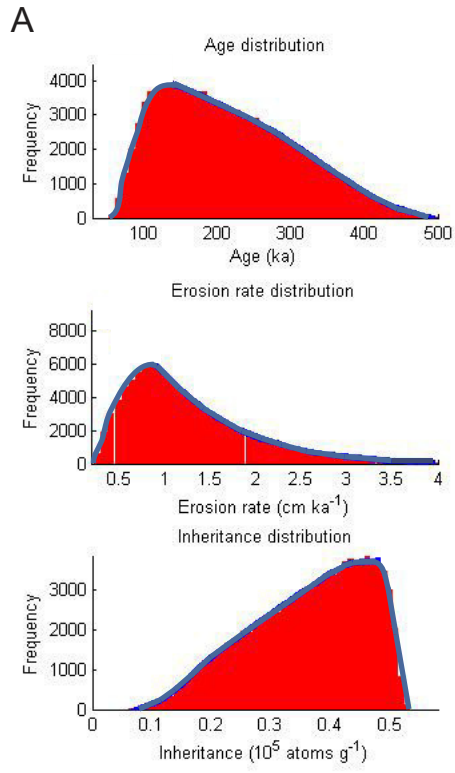 A
Age distribution
Frequency
4000
3000
2000
1000
0
100 200 300 400 500
Age (ka)
Erosion rate distribution
Frequency
8000
6000
4000
2000
0
0.5 1 1.5 2 2.5 3 3.5 4
Erosion rate (cm ka⁻¹)
Inheritance distribution
Frequency
3000
2000
1000
0
0 0.1 0.2 0.3 0.4 0.5
Inheritance (10⁵ atoms g⁻¹)